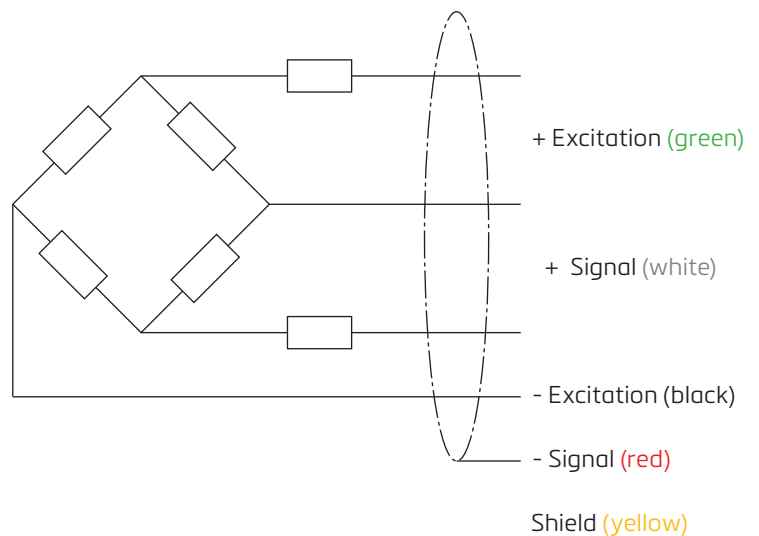 + Excitation (green)
+ Signal (white)
- Excitation (black)
- Signal (red)
Shield (yellow)